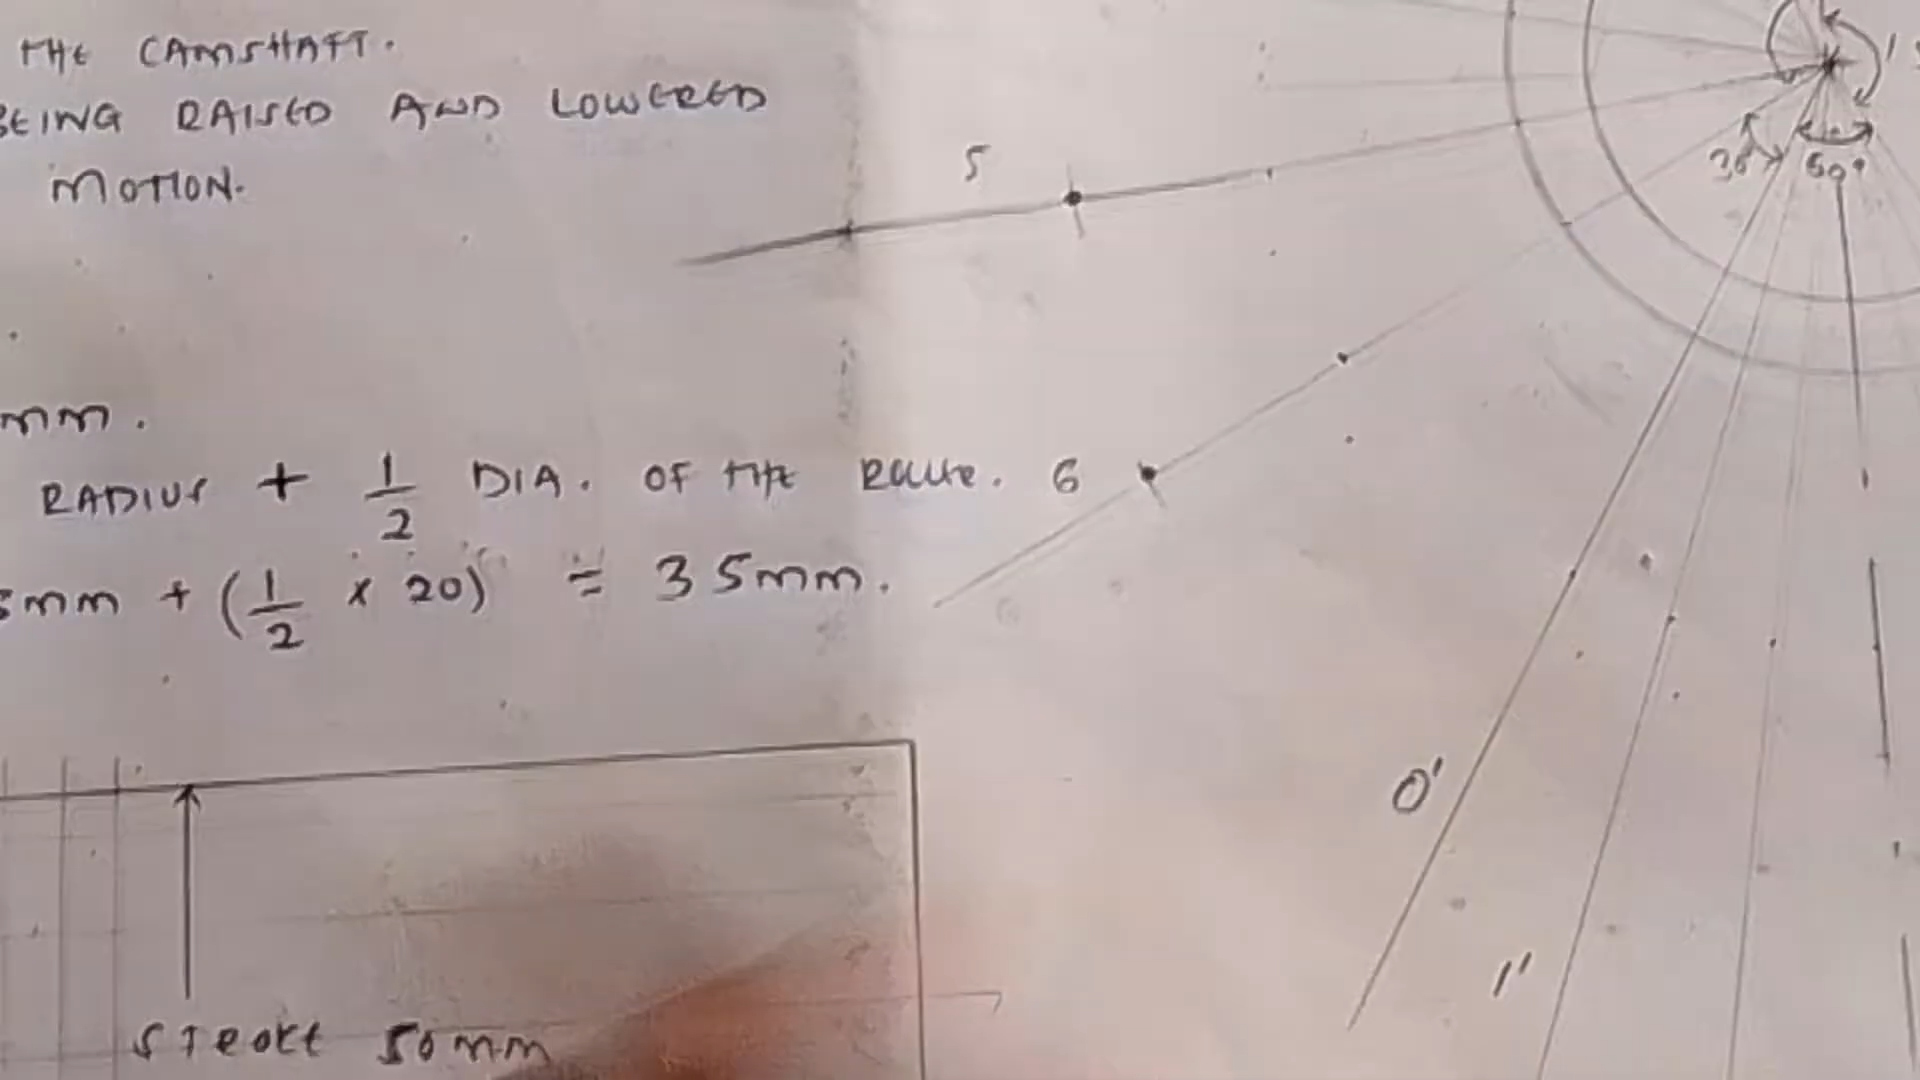 THE CAMSHAFT.
BEING RAISED AND LOWERED
MOTION.
mm.
RADIUS + 1/2 DIA. OF THE
mm + (1/2 x 20) = 35mm.
STROKE 50mm
5
6
30°
60°
0'
1'